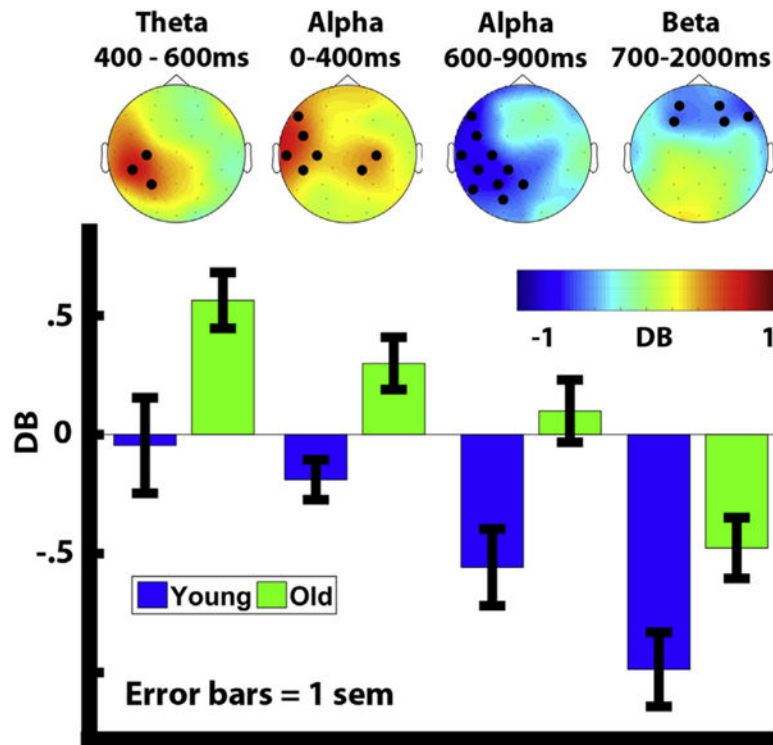 Theta
400 - 600ms
Alpha
0-400ms
Alpha
600-900ms
Beta
700-2000ms
.5
-1 DB 1
DB
0
-.5
Young Old
Error bars = 1 sem